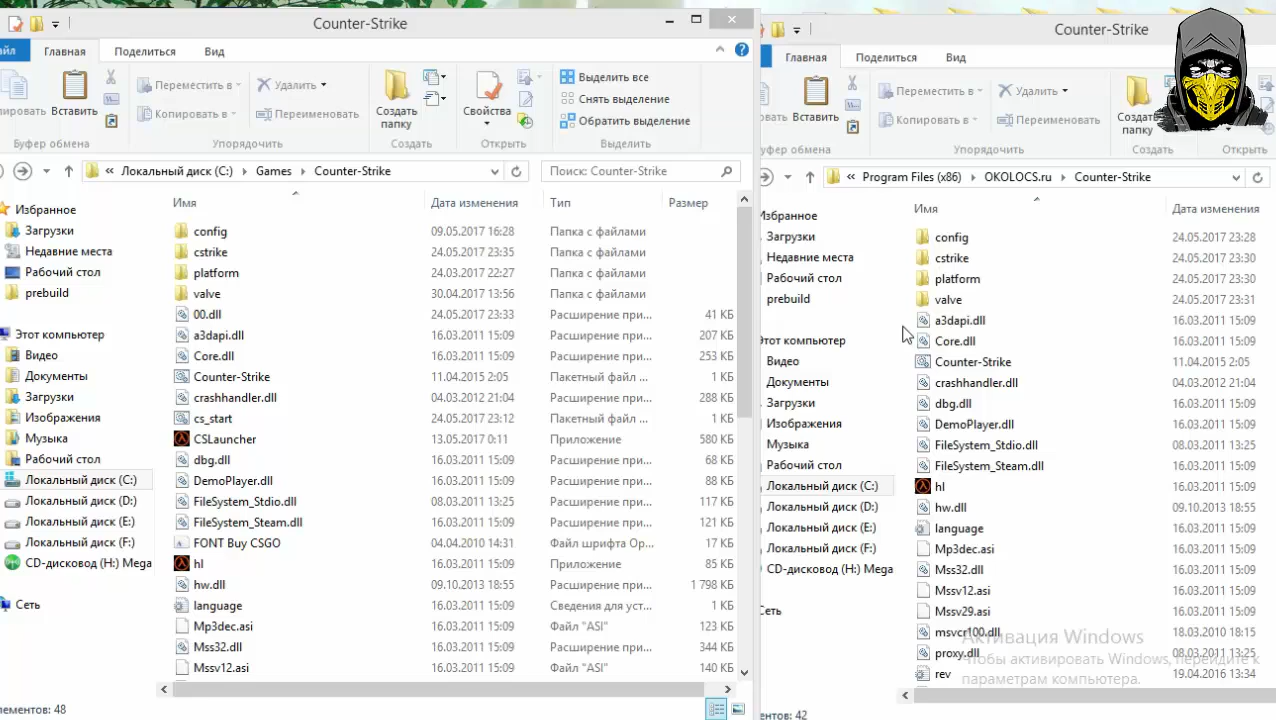 Counter-Strike
айл
Главная
Поделиться
Вид
ировать
Вставить
Переместить в
Копировать в
Удалить
Переименовать
Создать папку
Свойства
Открыть
Выделить все
Снять выделение
Обратить выделение
Буфер обмена
Упорядочить
Создать
Открыть
Выделить
« Локальный диск (C:) Games Counter-Strike
Поиск: Counter-Strike
Избранное
Загрузки
Недавние места
Рабочий стол
prebuild
Этот компьютер
Видео
Документы
Загрузки
Изображения
Музыка
Рабочий стол
Локальный диск (C:)
Локальный диск (D:)
Локальный диск (E:)
Локальный диск (F:)
CD-дисковод (H:) Mega
Сеть
Имя Дата изменения Тип Размер
config 09.05.2017 16:28 Папка с файлами
cstrike 24.05.2017 23:35 Папка с файлами
platform 24.03.2017 22:27 Папка с файлами
valve 30.04.2017 13:56 Папка с файлами
00.dll 24.05.2017 23:33 Расширение при... 41 КБ
a3dapi.dll 16.03.2011 15:09 Расширение при... 207 КБ
Core.dll 16.03.2011 15:09 Расширение при... 253 КБ
Counter-Strike 11.04.2015 2:05 Пакетный файл ... 1 КБ
crashhandler.dll 04.03.2012 21:04 Расширение при... 288 КБ
cs_start 24.05.2017 23:12 Пакетный файл ... 1 КБ
CSLauncher 13.05.2017 0:11 Приложение 580 КБ
dbg.dll 16.03.2011 15:09 Расширение при... 68 КБ
DemoPlayer.dll 16.03.2011 15:09 Расширение при... 88 КБ
FileSystem_Stdio.dll 08.03.2011 13:25 Расширение при... 117 КБ
FileSystem_Steam.dll 16.03.2011 15:09 Расширение при... 121 КБ
FONT Buy CSGO 04.04.2010 14:31 Файл шрифта Op... 17 КБ
hl 16.03.2011 15:09 Приложение 85 КБ
hw.dll 09.10.2013 18:55 Расширение при... 1 798 КБ
language 16.03.2011 15:09 Сведения для уст... 1 КБ
Mp3dec.asi 16.03.2011 15:09 Файл "ASI" 123 КБ
Mss32.dll 16.03.2011 15:09 Расширение при... 344 КБ
Mssv12.asi 16.03.2011 15:09 Файл "ASI" 140 КБ
лементов: 48
Counter-Strike
Главная
Поделиться
Вид
Вставить
Переместить в
Копировать в
Удалить
Переименовать
Создать папку
уфер обмена
Упорядочить
Создать
Открыть
« Program Files (x86) OKOLOCS.ru Counter-Strike
Избранное
Загрузки
Недавние места
Рабочий стол
prebuild
Этот компьютер
Видео
Документы
Загрузки
Изображения
Музыка
Рабочий стол
Локальный диск (C:)
Локальный диск (D:)
Локальный диск (E:)
Локальный диск (F:)
CD-дисковод (H:) Mega
Сеть
Имя Дата изменения
config 24.05.2017 23:28
cstrike 24.05.2017 23:30
platform 24.05.2017 23:30
valve 24.05.2017 23:31
a3dapi.dll 16.03.2011 15:09
Core.dll 16.03.2011 15:09
Counter-Strike 11.04.2015 2:05
crashhandler.dll 04.03.2012 21:04
dbg.dll 16.03.2011 15:09
DemoPlayer.dll 16.03.2011 15:09
FileSystem_Stdio.dll 08.03.2011 13:25
FileSystem_Steam.dll 16.03.2011 15:09
hl 16.03.2011 15:09
hw.dll 09.10.2013 18:55
language 16.03.2011 15:09
Mp3dec.asi 16.03.2011 15:09
Mss32.dll 16.03.2011 15:09
Mssv12.asi 16.03.2011 15:09
Mssv29.asi 16.03.2011 15:09
msvcr100.dll 18.03.2010 18:15
proxy.dll 08.03.2011 13:25
rev 19.04.2016 13:34
Активация Windows
Чтобы активировать Windows, перейдите к
параметрам компьютера.
ентов: 42